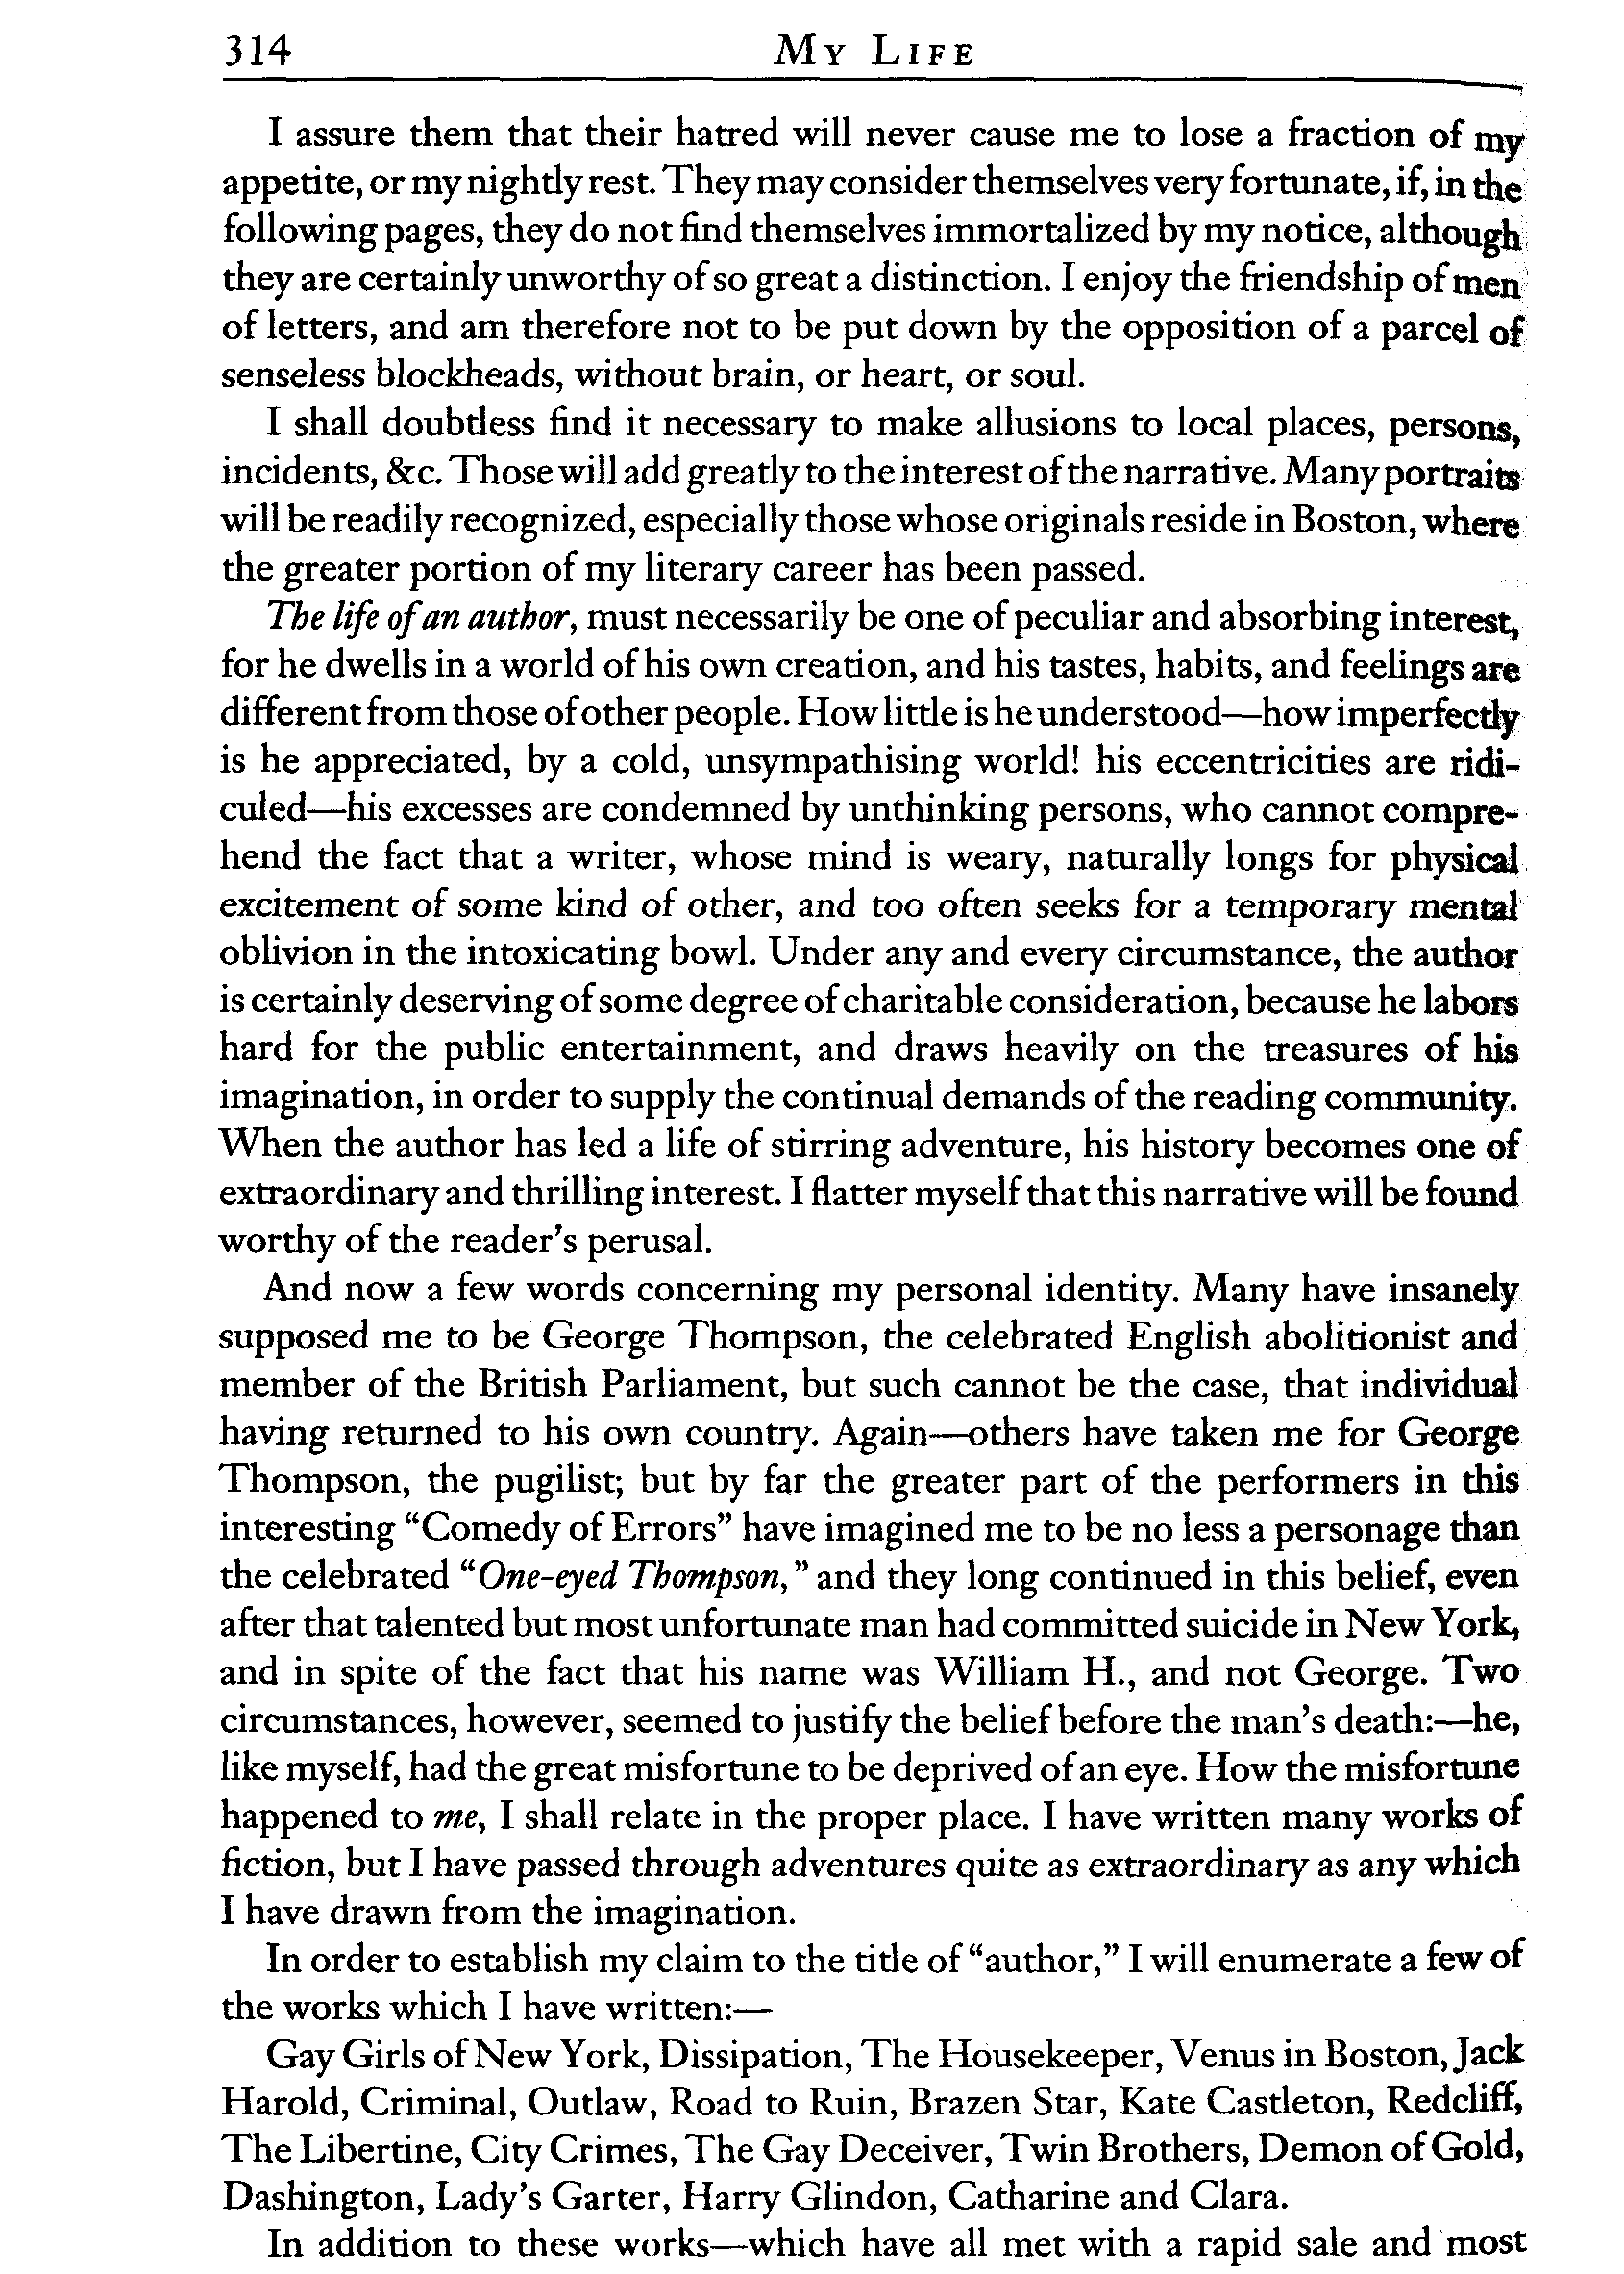 314 My Life
I assure them that their hatred will never cause me to lose a fraction of my
appetite, or my nightly rest. They may consider themselves very fortunate, if, in the
following pages, they do not find themselves immortalized by my notice, although
they are certainly unworthy of so great a distinction. I enjoy the friendship of men
of letters, and am therefore not to be put down by the opposition of a parcel of
senseless blockheads, without brain, or heart, or soul.
I shall doubtless find it necessary to make allusions to local places, persons,
incidents, &c. Those will add greatly to the interest of the narrative. Many portraits
will be readily recognized, especially those whose originals reside in Boston, where
the greater portion of my literary career has been passed.
The life of an author, must necessarily be one of peculiar and absorbing interest,
for he dwells in a world of his own creation, and his tastes, habits, and feelings are
different from those of other people. How little is he understood—how imperfectly
is he appreciated, by a cold, unsympathising world! his eccentricities are ridi-
culed—his excesses are condemned by unthinking persons, who cannot compre-
hend the fact that a writer, whose mind is weary, naturally longs for physical
excitement of some kind of other, and too often seeks for a temporary mental
oblivion in the intoxicating bowl. Under any and every circumstance, the author
is certainly deserving of some degree of charitable consideration, because he labors
hard for the public entertainment, and draws heavily on the treasures of his
imagination, in order to supply the continual demands of the reading community.
When the author has led a life of stirring adventure, his history becomes one of
extraordinary and thrilling interest. I flatter myself that this narrative will be found
worthy of the reader's perusal.
And now a few words concerning my personal identity. Many have insanely
supposed me to be George Thompson, the celebrated English abolitionist and
member of the British Parliament, but such cannot be the case, that individual
having returned to his own country. Again—others have taken me for George
Thompson, the pugilist; but by far the greater part of the performers in this
interesting “Comedy of Errors” have imagined me to be no less a personage than
the celebrated “One-eyed Thompson,” and they long continued in this belief, even
after that talented but most unfortunate man had committed suicide in New York,
and in spite of the fact that his name was William H., and not George. Two
circumstances, however, seemed to justify the belief before the man's death:—he,
like myself, had the great misfortune to be deprived of an eye. How the misfortune
happened to me, I shall relate in the proper place. I have written many works of
fiction, but I have passed through adventures quite as extraordinary as any which
I have drawn from the imagination.
In order to establish my claim to the title of “author,” I will enumerate a few of
the works which I have written:—
Gay Girls of New York, Dissipation, The Housekeeper, Venus in Boston, Jack
Harold, Criminal, Outlaw, Road to Ruin, Brazen Star, Kate Castleton, Redcliff,
The Libertine, City Crimes, The Gay Deceiver, Twin Brothers, Demon of Gold,
Dashington, Lady's Garter, Harry Glindon, Catharine and Clara.
In addition to these works—which have all met with a rapid sale and most